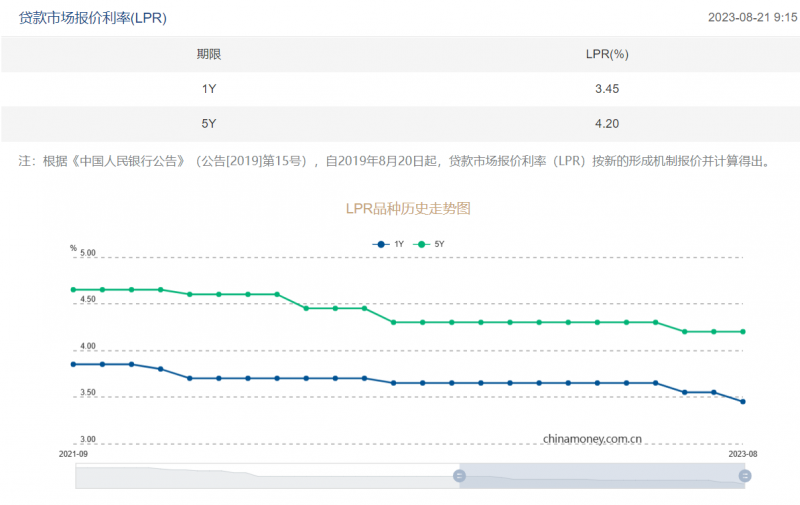 贷款市场报价利率(LPR)
2023-08-21 9:15
期限 LPR(%)
1Y 3.45
5Y 4.20
注：根据《中国人民银行公告》（公告[2019]第15号），自2019年8月20日起，贷款市场报价利率（LPR）按新的形成机制报价并计算得出。
LPR品种历史走势图
1Y 5Y
%
5.00
4.50
4.00
3.50
3.00
chinamoney.com.cn
2021-09 2023-08